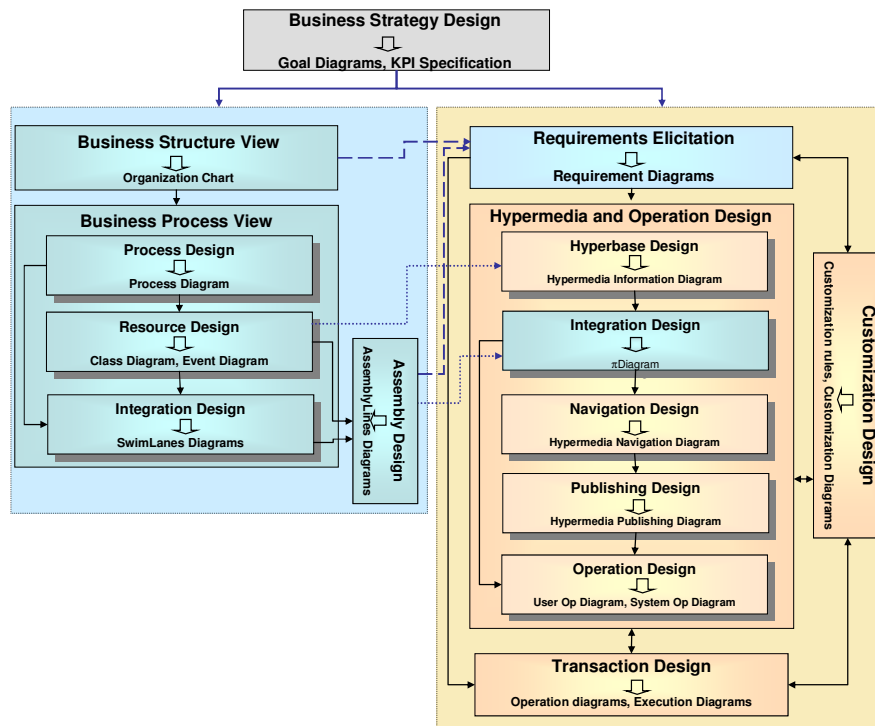 Business Strategy Design
Goal Diagrams, KPI Specification
Business Structure View
Organization Chart
Business Process View
Process Design
Process Diagram
Resource Design
Class Diagram, Event Diagram
Integration Design
SwimLanes Diagrams
Assembly Design
AssemblyLines Diagrams
Requirements Elicitation
Requirement Diagrams
Hypermedia and Operation Design
Hyperbase Design
Hypermedia Information Diagram
Integration Design
πDiagram
Navigation Design
Hypermedia Navigation Diagram
Publishing Design
Hypermedia Publishing Diagram
Operation Design
User Op Diagram, System Op Diagram
Customization Design
Customization rules, Customization Diagrams
Transaction Design
Operation diagrams, Execution Diagrams